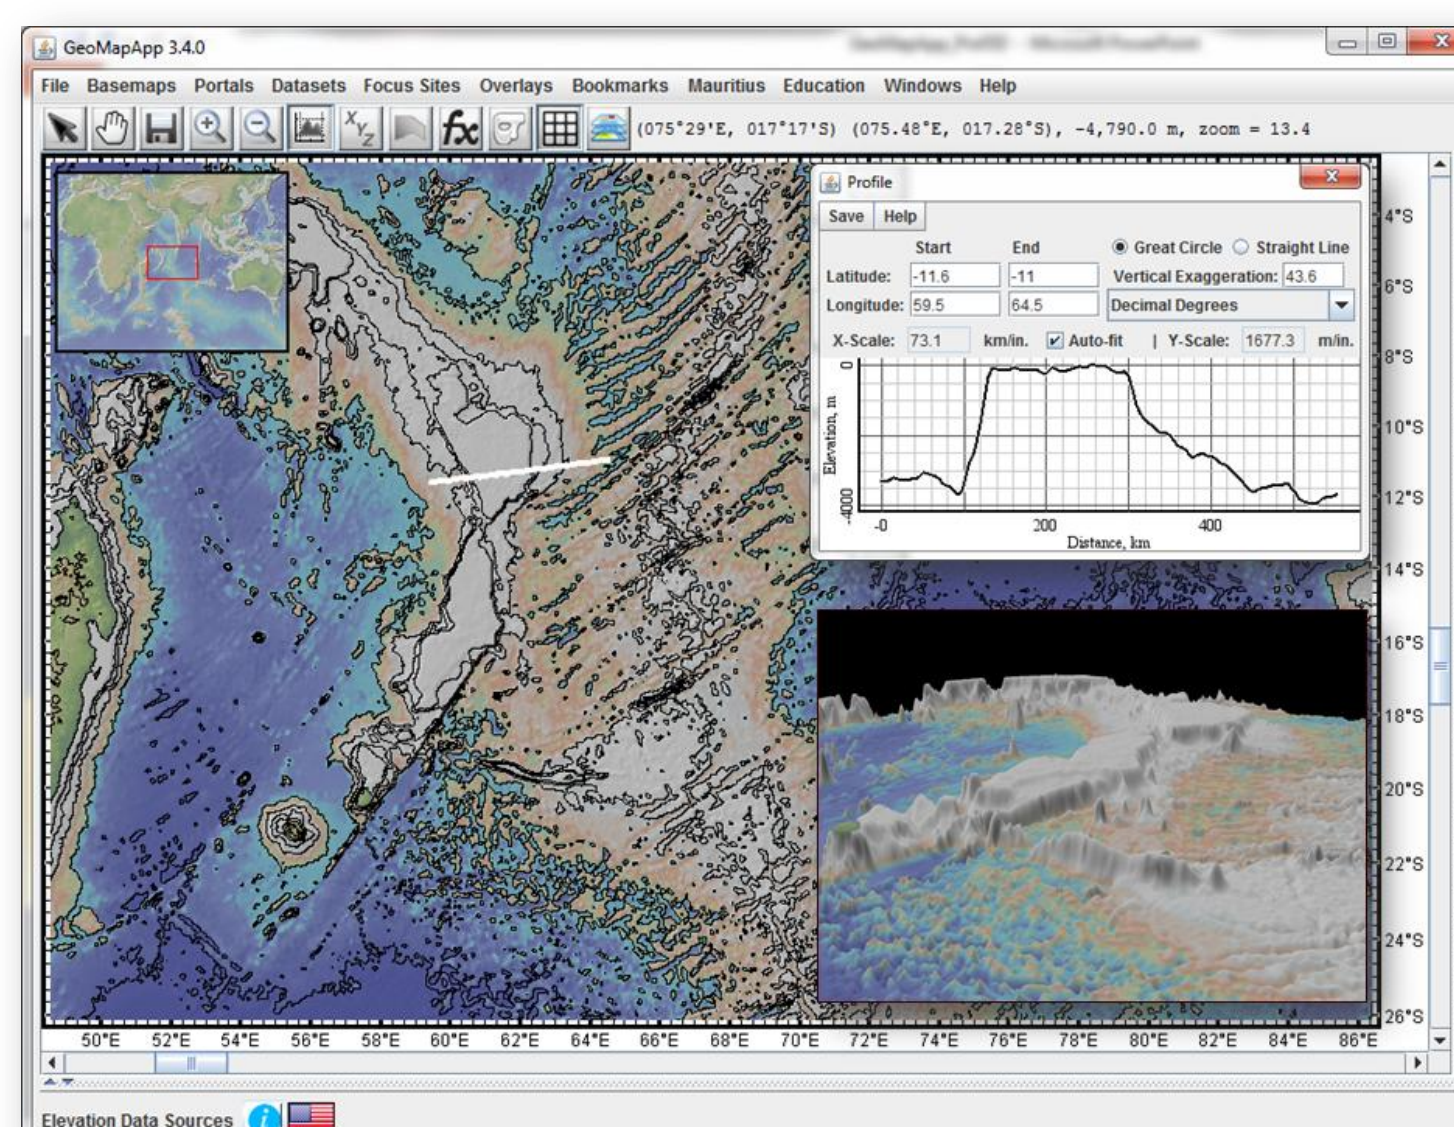 GeoMapApp 3.4.0
File Basemaps Portals Datasets Focus Sites Overlays Bookmarks Mauritius Education Windows Help
XYZ fx (075°29'E, 017°17'S) (075.48°E, 017.28°S), -4,790.0 m, zoom = 13.4
Profile
Save Help
Start End Great Circle Straight Line
Latitude: -11.6 -11 Vertical Exaggeration: 43.6
Longitude: 59.5 64.5 Decimal Degrees
X-Scale: 73.1 km/in. Auto-fit | Y-Scale: 1677.3 m/in.
0
Elevation, m
-4000
-0 200 400
Distance, km
4°S
6°S
8°S
10°S
12°S
14°S
16°S
18°S
20°S
22°S
24°S
26°S
50°E 52°E 54°E 56°E 58°E 60°E 62°E 64°E 66°E 68°E 70°E 72°E 74°E 76°E 78°E 80°E 82°E 84°E 86°E
Elevation Data Sources i